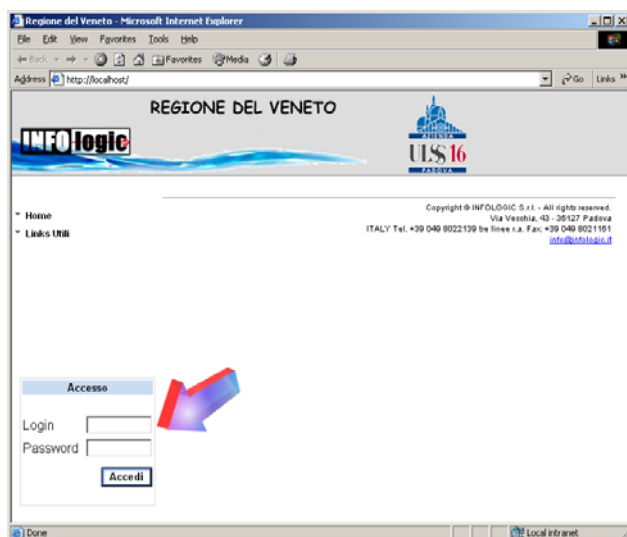 Regione del Veneto - Microsoft Internet Explorer
File Edit View Favorites Tools Help
Back Favorites Media
Address http://localhost/ Go Links »
REGIONE DEL VENETO
INFOlogic
AZIENDA
ULSS 16
PADOVA
Home
Links Utili
Copyright © INFOLOGIC S.r.l. - All rights reserved.
Via Vecchia, 43 - 35127 Padova
ITALY Tel. +39 049 8022139 tre linee r.a. Fax: +39 049 8021161
info@infologic.it
Accesso
Login
Password
Accedi
Done Local intranet